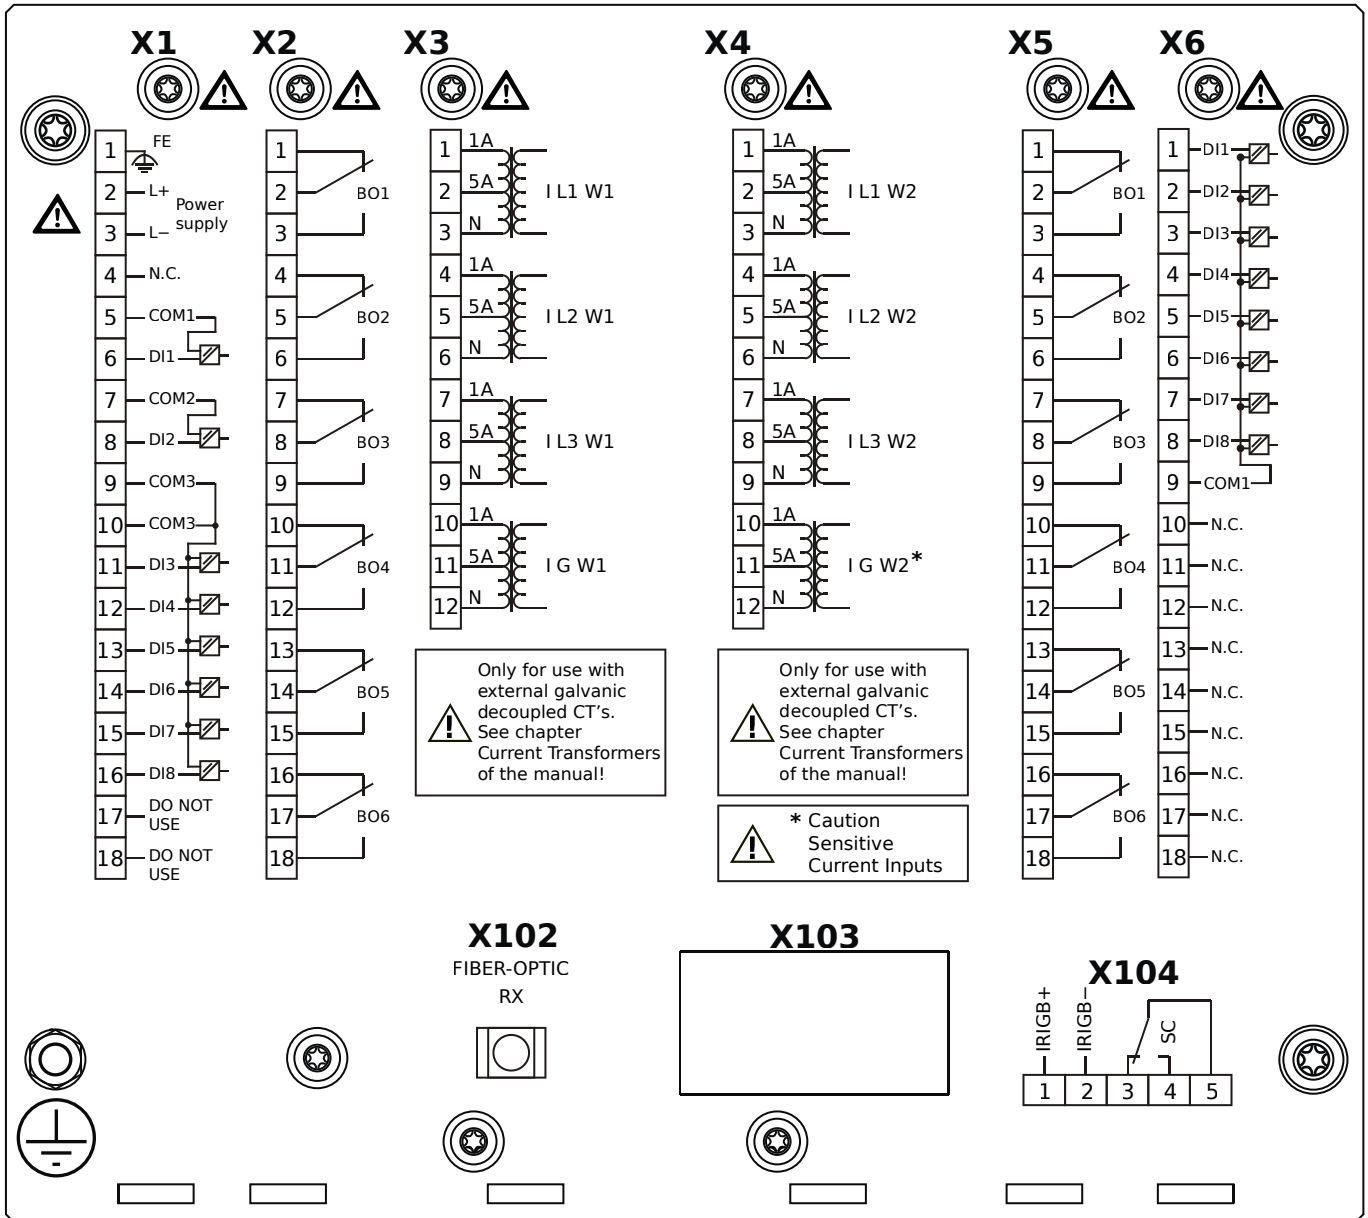 X1 X2 X3 X4 X5 X6
1 FE
2 L+
Power
supply
3 L−
4 N.C.
5 COM1
6 DI1
7 COM2
8 DI2
9 COM3
10 COM3
11 DI3
12 DI4
13 DI5
14 DI6
15 DI7
16 DI8
17 DO NOT
USE
18 DO NOT
USE
1
2 BO1
3
4
5 BO2
6
7
8 BO3
9
10
11 BO4
12
13
14 BO5
15
16
17 BO6
18
1 1A
2 5A I L1 W1
3 N
4 1A
5 5A I L2 W1
6 N
7 1A
8 5A I L3 W1
9 N
10 1A
11 5A I G W1
12 N
Only for use with
external galvanic
decoupled CT's.
See chapter
Current Transformers
of the manual!
1 1A
2 5A I L1 W2
3 N
4 1A
5 5A I L2 W2
6 N
7 1A
8 5A I L3 W2
9 N
10 1A
11 5A I G W2*
12 N
Only for use with
external galvanic
decoupled CT's.
See chapter
Current Transformers
of the manual!
* Caution
Sensitive
Current Inputs
1
2 BO1
3
4
5 BO2
6
7
8 BO3
9
10
11 BO4
12
13
14 BO5
15
16
17 BO6
18
1 DI1
2 DI2
3 DI3
4 DI4
5 DI5
6 DI6
7 DI7
8 DI8
9 COM1
10 N.C.
11 N.C.
12 N.C.
13 N.C.
14 N.C.
15 N.C.
16 N.C.
17 N.C.
18 N.C.
X102
FIBER-OPTIC
RX
X103
X104
IRIGB+
IRIGB−
SC
1 2 3 4 5